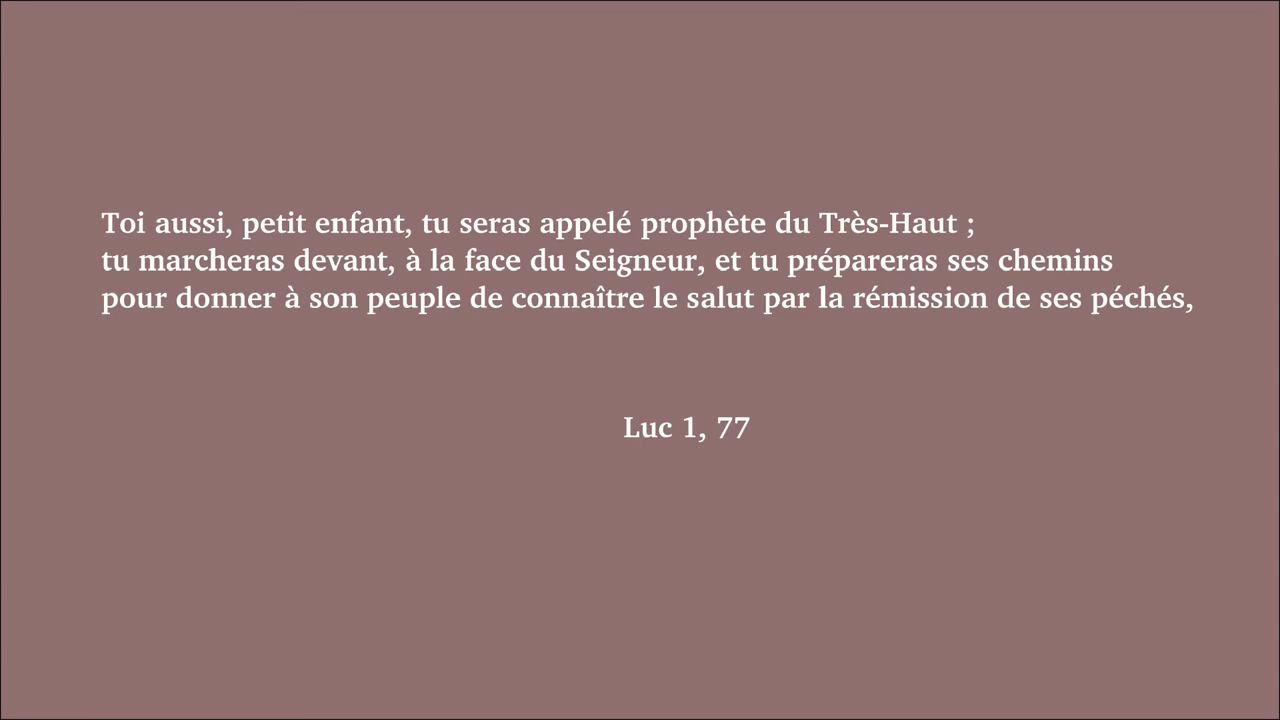 Toi aussi, petit enfant, tu seras appelé prophète du Très-Haut ;
tu marcheras devant, à la face du Seigneur, et tu prépareras ses chemins
pour donner à son peuple de connaître le salut par la rémission de ses péchés,
Luc 1, 77